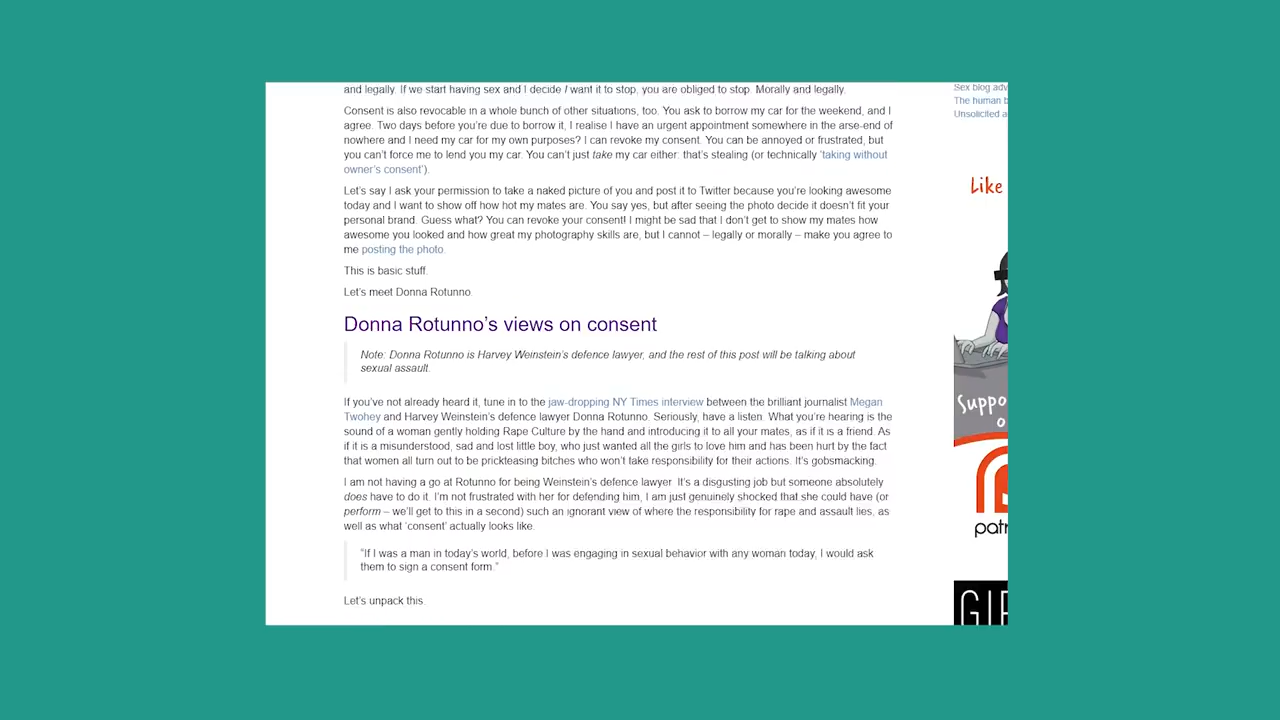 and legally. If we start having sex and I decide I want it to stop, you are obliged to stop. Morally and legally.
Consent is also revocable in a whole bunch of other situations, too. You ask to borrow my car for the weekend, and I
agree. Two days before you're due to borrow it, I realise I have an urgent appointment somewhere in the arse-end of
nowhere and I need my car for my own purposes? I can revoke my consent. You can be annoyed or frustrated, but
you can't force me to lend you my car. You can't just take my car either: that's stealing (or technically 'taking without
owner's consent').
Let's say I ask your permission to take a naked picture of you and post it to Twitter because you're looking awesome
today and I want to show off how hot my mates are. You say yes, but after seeing the photo decide it doesn't fit your
personal brand. Guess what? You can revoke your consent! I might be sad that I don't get to show my mates how
awesome you looked and how great my photography skills are, but I cannot – legally or morally – make you agree to
me posting the photo.
This is basic stuff.
Let's meet Donna Rotunno.
Donna Rotunno's views on consent
Note: Donna Rotunno is Harvey Weinstein's defence lawyer, and the rest of this post will be talking about
sexual assault.
If you've not already heard it, tune in to the jaw-dropping NY Times interview between the brilliant journalist Megan
Twohey and Harvey Weinstein's defence lawyer Donna Rotunno. Seriously, have a listen. What you're hearing is the
sound of a woman gently holding Rape Culture by the hand and introducing it to all your mates, as if it is a friend. As
if it is a misunderstood, sad and lost little boy, who just wanted all the girls to love him and has been hurt by the fact
that women all turn out to be prickteasing bitches who won't take responsibility for their actions. It's gobsmacking.
I am not having a go at Rotunno for being Weinstein's defence lawyer. It's a disgusting job but someone absolutely
does have to do it. I'm not frustrated with her for defending him, I am just genuinely shocked that she could have (or
perform – we'll get to this in a second) such an ignorant view of where the responsibility for rape and assault lies, as
well as what 'consent' actually looks like.
"If I was a man in today's world, before I was engaging in sexual behavior with any woman today, I would ask
them to sign a consent form."
Let's unpack this.
Sex blog adv
The human b
Unsolicited a
Like
Suppo
o
patr